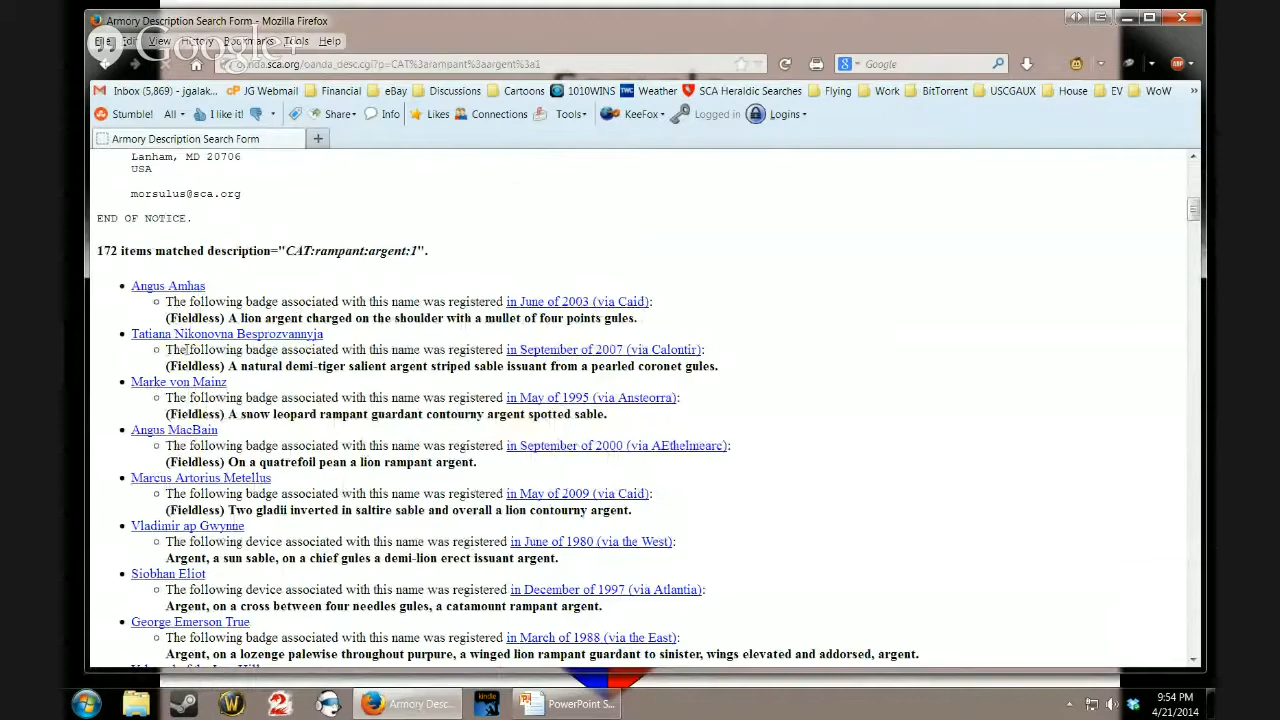 Armory Description Search Form - Mozilla Firefox
Google+
File Edit View History Bookmarks Tools Help
nda.sca.org/oanda_desc.cgi?p=CAT%3arampant%3aargent%3a1
Google
Inbox (5,869) - jgalak... JG Webmail Financial eBay Discussions Cartoons 1010WINS Weather SCA Heraldic Searches Flying Work BitTorrent USCGAUX House EV WoW
Stumble! All I like it! Share Info Likes Connections Tools KeeFox Logged in Logins
Armory Description Search Form
Lanham, MD 20706
USA
morsulus@sca.org
END OF NOTICE.
172 items matched description="CAT:rampant:argent:1".
Angus Amhas
The following badge associated with this name was registered in June of 2003 (via Caid):
(Fieldless) A lion argent charged on the shoulder with a mullet of four points gules.
Tatiana Nikonovna Besprozvannyja
The following badge associated with this name was registered in September of 2007 (via Calontir):
(Fieldless) A natural demi-tiger salient argent striped sable issuant from a pearled coronet gules.
Marke von Mainz
The following badge associated with this name was registered in May of 1995 (via Ansteorra):
(Fieldless) A snow leopard rampant guardant contourny argent spotted sable.
Angus MacBain
The following badge associated with this name was registered in September of 2000 (via AEthelmearc):
(Fieldless) On a quatrefoil pean a lion rampant argent.
Marcus Artorius Metellus
The following badge associated with this name was registered in May of 2009 (via Caid):
(Fieldless) Two gladii inverted in saltire sable and overall a lion contourny argent.
Vladimir ap Gwynne
The following device associated with this name was registered in June of 1980 (via the West):
Argent, a sun sable, on a chief gules a demi-lion erect issuant argent.
Siobhan Eliot
The following device associated with this name was registered in December of 1997 (via Atlantia):
Argent, on a cross between four needles gules, a catamount rampant argent.
George Emerson True
The following badge associated with this name was registered in March of 1988 (via the East):
Argent, on a lozenge palewise throughout purpure, a winged lion rampant guardant to sinister, wings elevated and addorsed, argent.
Armory Desc... kindle PowerPoint S...
9:54 PM
4/21/2014